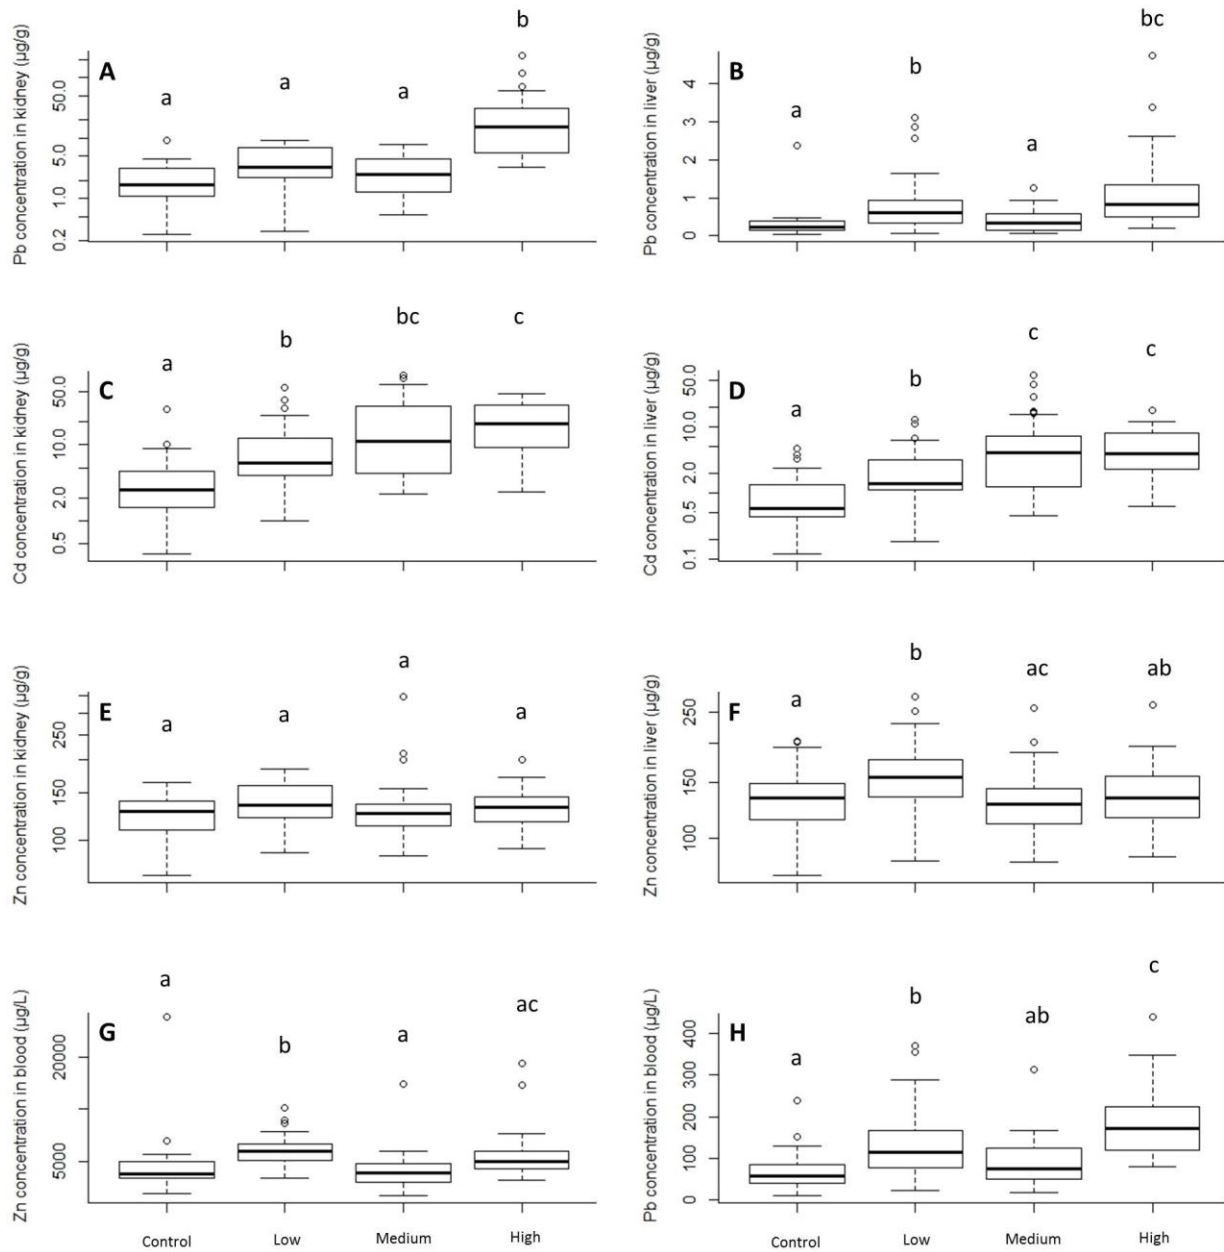 A
Pb concentration in kidney (µg/g)
50.0
5.0
1.0
0.2
a
a
a
b
B
Pb concentration in liver (µg/g)
4
3
2
1
0
a
b
a
bc
C
Cd concentration in kidney (µg/g)
50.0
10.0
2.0
0.5
a
b
bc
c
D
Cd concentration in liver (µg/g)
50.0
10.0
2.0
0.5
0.1
a
b
c
c
E
Zn concentration in kidney (µg/g)
250
150
100
a
a
a
a
F
Zn concentration in liver (µg/g)
250
150
100
a
b
ac
ab
G
Zn concentration in blood (µg/L)
20000
5000
a
b
a
ac
Control
Low
Medium
High
H
Pb concentration in blood (µg/L)
400
300
200
100
0
a
b
ab
c
Control
Low
Medium
High